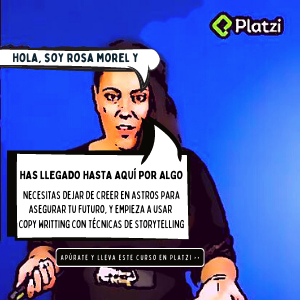 Platzi
HOLA, SOY ROSA MOREL Y
HAS LLEGADO HASTA AQUÍ POR ALGO
NECESITAS DEJAR DE CREER EN ASTROS PARA
ASEGURAR TU FUTURO, Y EMPIEZA A USAR
COPY WRITTING CON TÉCNICAS DE STORYTELLING
APÚRATE Y LLEVA ESTE CURSO EN PLATZI >>